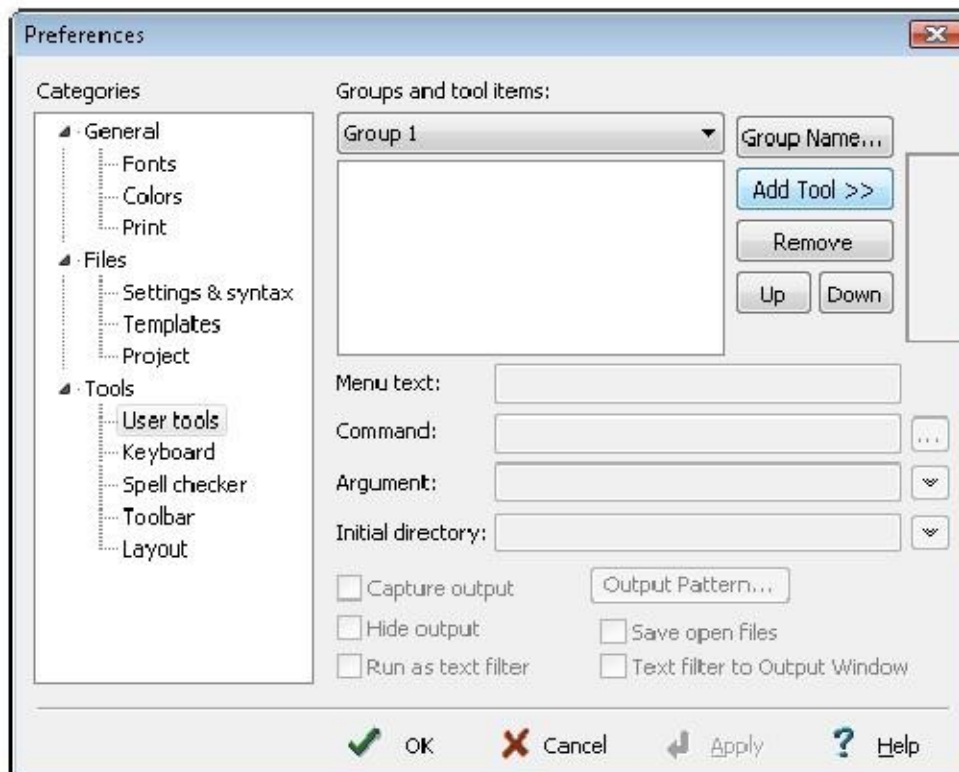 Preferences
Categories
General
Fonts
Colors
Print
Files
Settings & syntax
Templates
Project
Tools
User tools
Keyboard
Spell checker
Toolbar
Layout
Groups and tool items:
Group 1
Group Name...
Add Tool >>
Remove
Up Down
Menu text:
Command:
...
Argument:
Initial directory:
Capture output Output Pattern...
Hide output Save open files
Run as text filter Text filter to Output Window
OK Cancel Apply ? Help